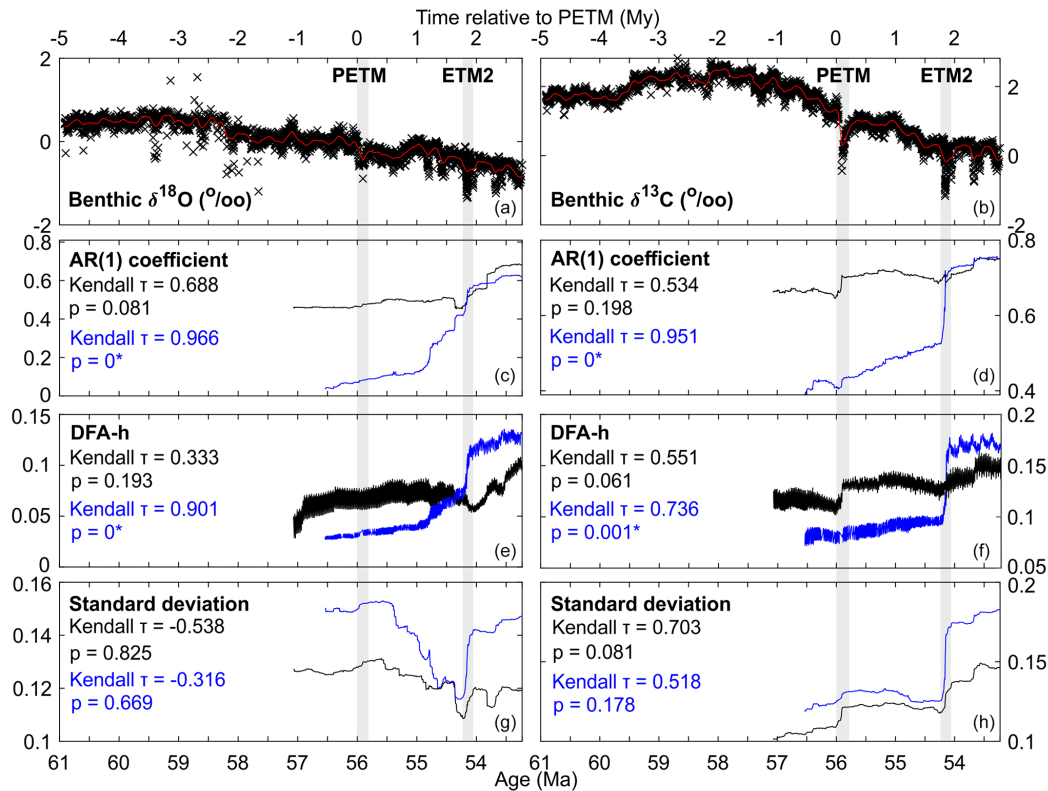 Time relative to PETM (My)
-5 -4 -3 -2 -1 0 1 2 -5 -4 -3 -2 -1 0 1 2
2
0
-2
PETM ETM2
Benthic δ18O (o/oo)
(a)
PETM ETM2
2
0
-2
Benthic δ13C (o/oo)
(b)
0.8
0.6
0.4
0.2
0
AR(1) coefficient
Kendall τ = 0.688
p = 0.081
Kendall τ = 0.966
p = 0*
(c)
AR(1) coefficient
Kendall τ = 0.534
p = 0.198
Kendall τ = 0.951
p = 0*
(d)
0.8
0.6
0.4
0.15
0.1
0.05
0
DFA-h
Kendall τ = 0.333
p = 0.193
Kendall τ = 0.901
p = 0*
(e)
DFA-h
Kendall τ = 0.551
p = 0.061
Kendall τ = 0.736
p = 0.001*
(f)
0.2
0.15
0.1
0.05
0.16
0.14
0.12
0.1
Standard deviation
Kendall τ = -0.538
p = 0.825
Kendall τ = -0.316
p = 0.669
(g)
Standard deviation
Kendall τ = 0.703
p = 0.081
Kendall τ = 0.518
p = 0.178
(h)
0.2
0.15
0.1
61 60 59 58 57 56 55 54 61 60 59 58 57 56 55 54
Age (Ma)